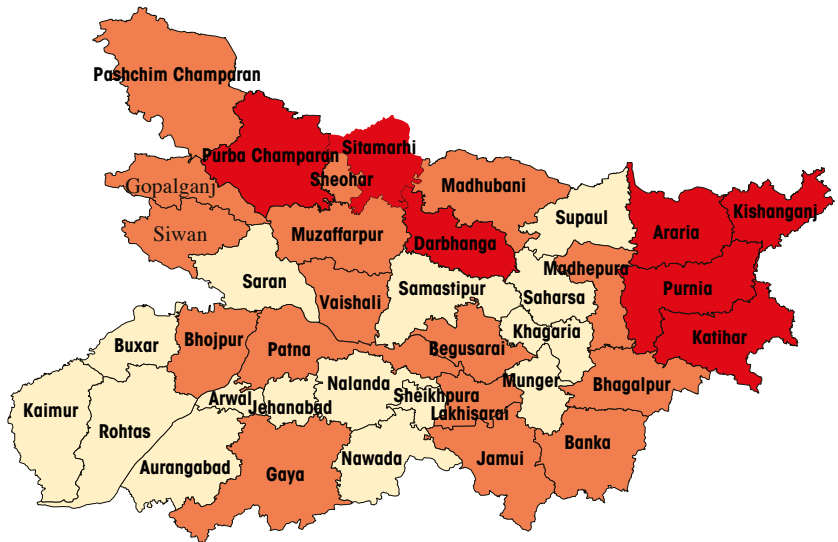 Pashchim Champaran
Purba Champaran
Sitamarhi
Sheohar
Gopalganj
Madhubani
Siwan
Muzaffarpur
Darbhanga
Supaul
Araria
Kishanganj
Madhepura
Saran
Vaishali
Samastipur
Saharsa
Purnia
Khagaria
Katihar
Buxar
Bhojpur
Patna
Begusarai
Munger
Bhagalpur
Nalanda
Sheikhpura
Arwal
Jehanabad
Lakhisarai
Kaimur
Rohtas
Aurangabad
Gaya
Nawada
Jamui
Banka